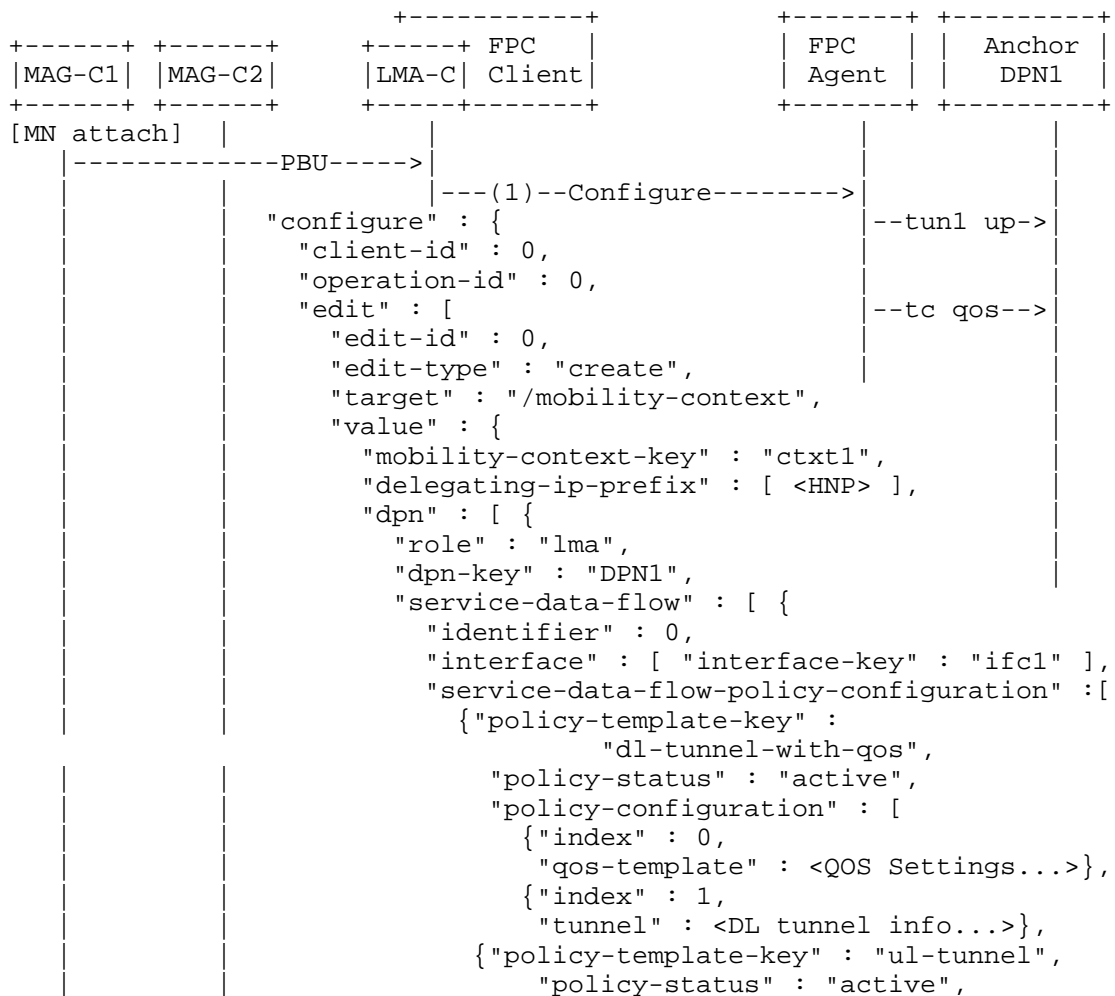 +-----------+             +-------+ +---------+
+------+ +------+     +-----+ FPC    |             | FPC   | |  Anchor |
|MAG-C1| |MAG-C2|     |LMA-C| Client|             | Agent | |   DPN1  |
+------+ +------+     +-----+-------+             +-------+ +---------+
[MN attach]  |            |                           |           |
   |-------------PBU----->|                           |           |
   |         |            |---(1)--Configure-------->|           |
   |         |  "configure" : {                      |--tun1 up->|
   |         |    "client-id" : 0,                   |           |
   |         |    "operation-id" : 0,                |           |
   |         |    "edit" : [                         |--tc qos-->|
   |         |      "edit-id" : 0,                   |           |
   |         |      "edit-type" : "create",          |           |
   |         |      "target" : "/mobility-context",              |
   |         |      "value" : {                                  |
   |         |        "mobility-context-key" : "ctxt1",          |
   |         |        "delegating-ip-prefix" : [ <HNP> ],        |
   |         |        "dpn" : [ {                                |
   |         |          "role" : "lma",                          |
   |         |          "dpn-key" : "DPN1",                      |
   |         |          "service-data-flow" : [ {
   |         |            "identifier" : 0,
   |         |            "interface" : [ "interface-key" : "ifc1" ],
   |         |            "service-data-flow-policy-configuration" :[
   |         |              {"policy-template-key" :
                                     "dl-tunnel-with-qos",
   |         |                "policy-status" : "active",
   |         |                "policy-configuration" : [
   |         |                  {"index" : 0,
   |         |                   "qos-template" : <QOS Settings...>},
   |         |                  {"index" : 1,
   |         |                   "tunnel" : <DL tunnel info...>},
   |         |               {"policy-template-key" : "ul-tunnel",
   |         |                   "policy-status" : "active",